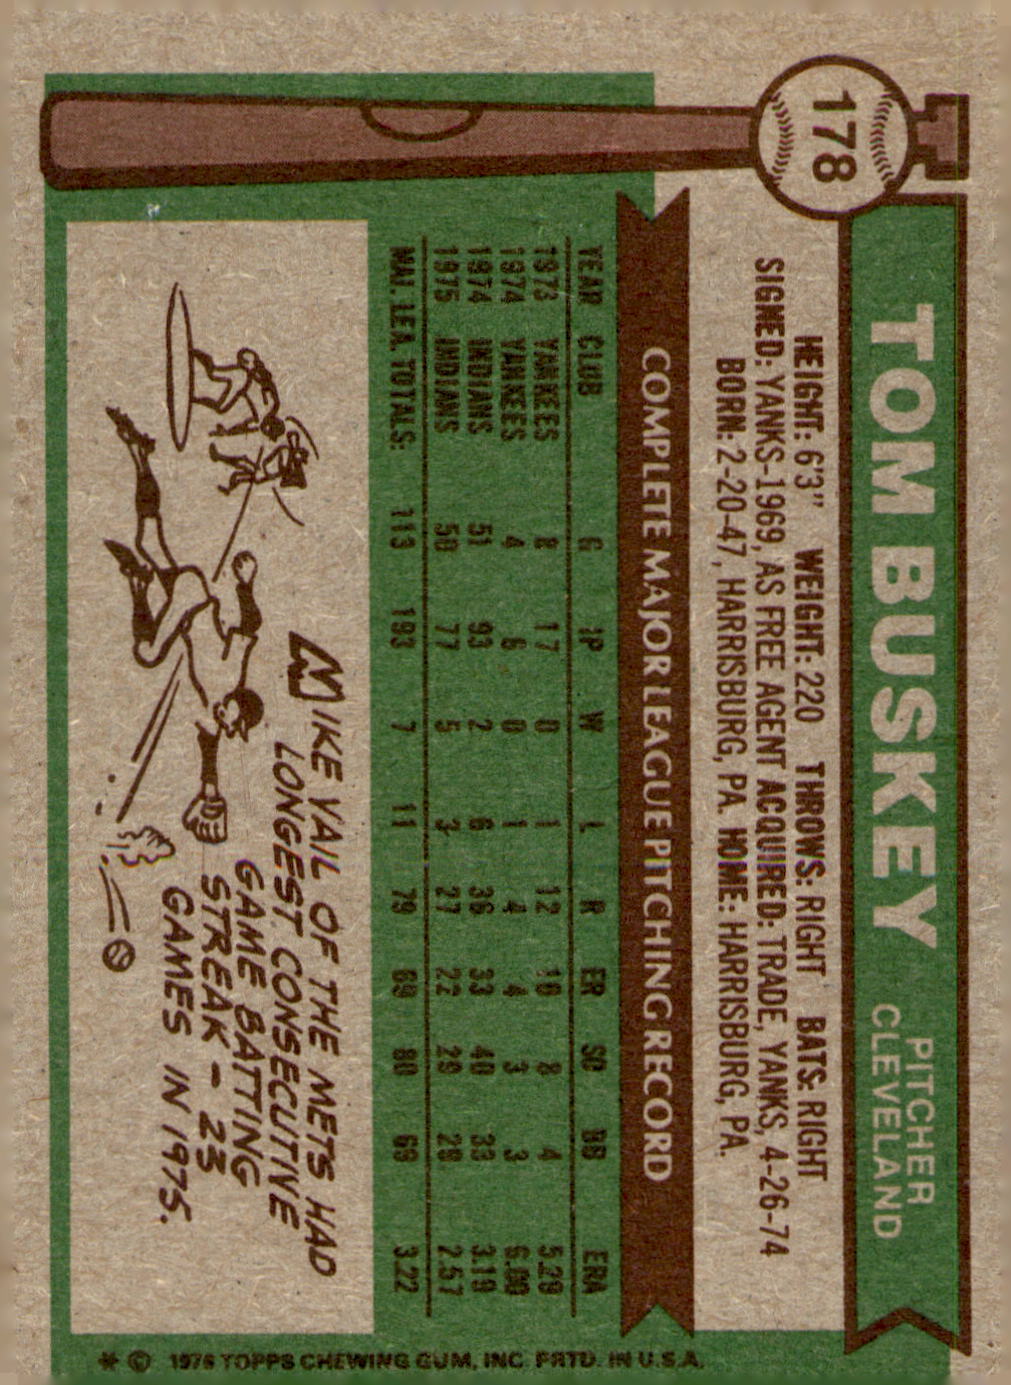 178
TOM BUSKEY
PITCHER
CLEVELAND
HEIGHT: 6'3" WEIGHT: 220 THROWS: RIGHT BATS: RIGHT
SIGNED: YANKS-1969, AS FREE AGENT ACQUIRED: TRADE, YANKS, 4-26-74
BORN: 2-20-47, HARRISBURG, PA. HOME: HARRISBURG, PA.
COMPLETE MAJOR LEAGUE PITCHING RECORD
YEAR CLUB G IP W L R ER SO BB ERA
1973 YANKEES 8 17 0 1 12 10 8 4 5.29
1974 YANKEES 4 6 0 1 4 4 3 3 6.00
1974 INDIANS 51 93 2 6 36 33 40 33 3.19
1975 INDIANS 50 77 5 3 27 22 29 29 2.57
MAJ. LEA. TOTALS: 113 193 7 11 79 69 80 69 3.22
MIKE VAIL OF THE METS HAD
LONGEST CONSECUTIVE
GAME BATTING
STREAK - 23
GAMES IN 1975.
* © 1976 TOPPS CHEWING GUM, INC. PRTD. IN U.S.A.